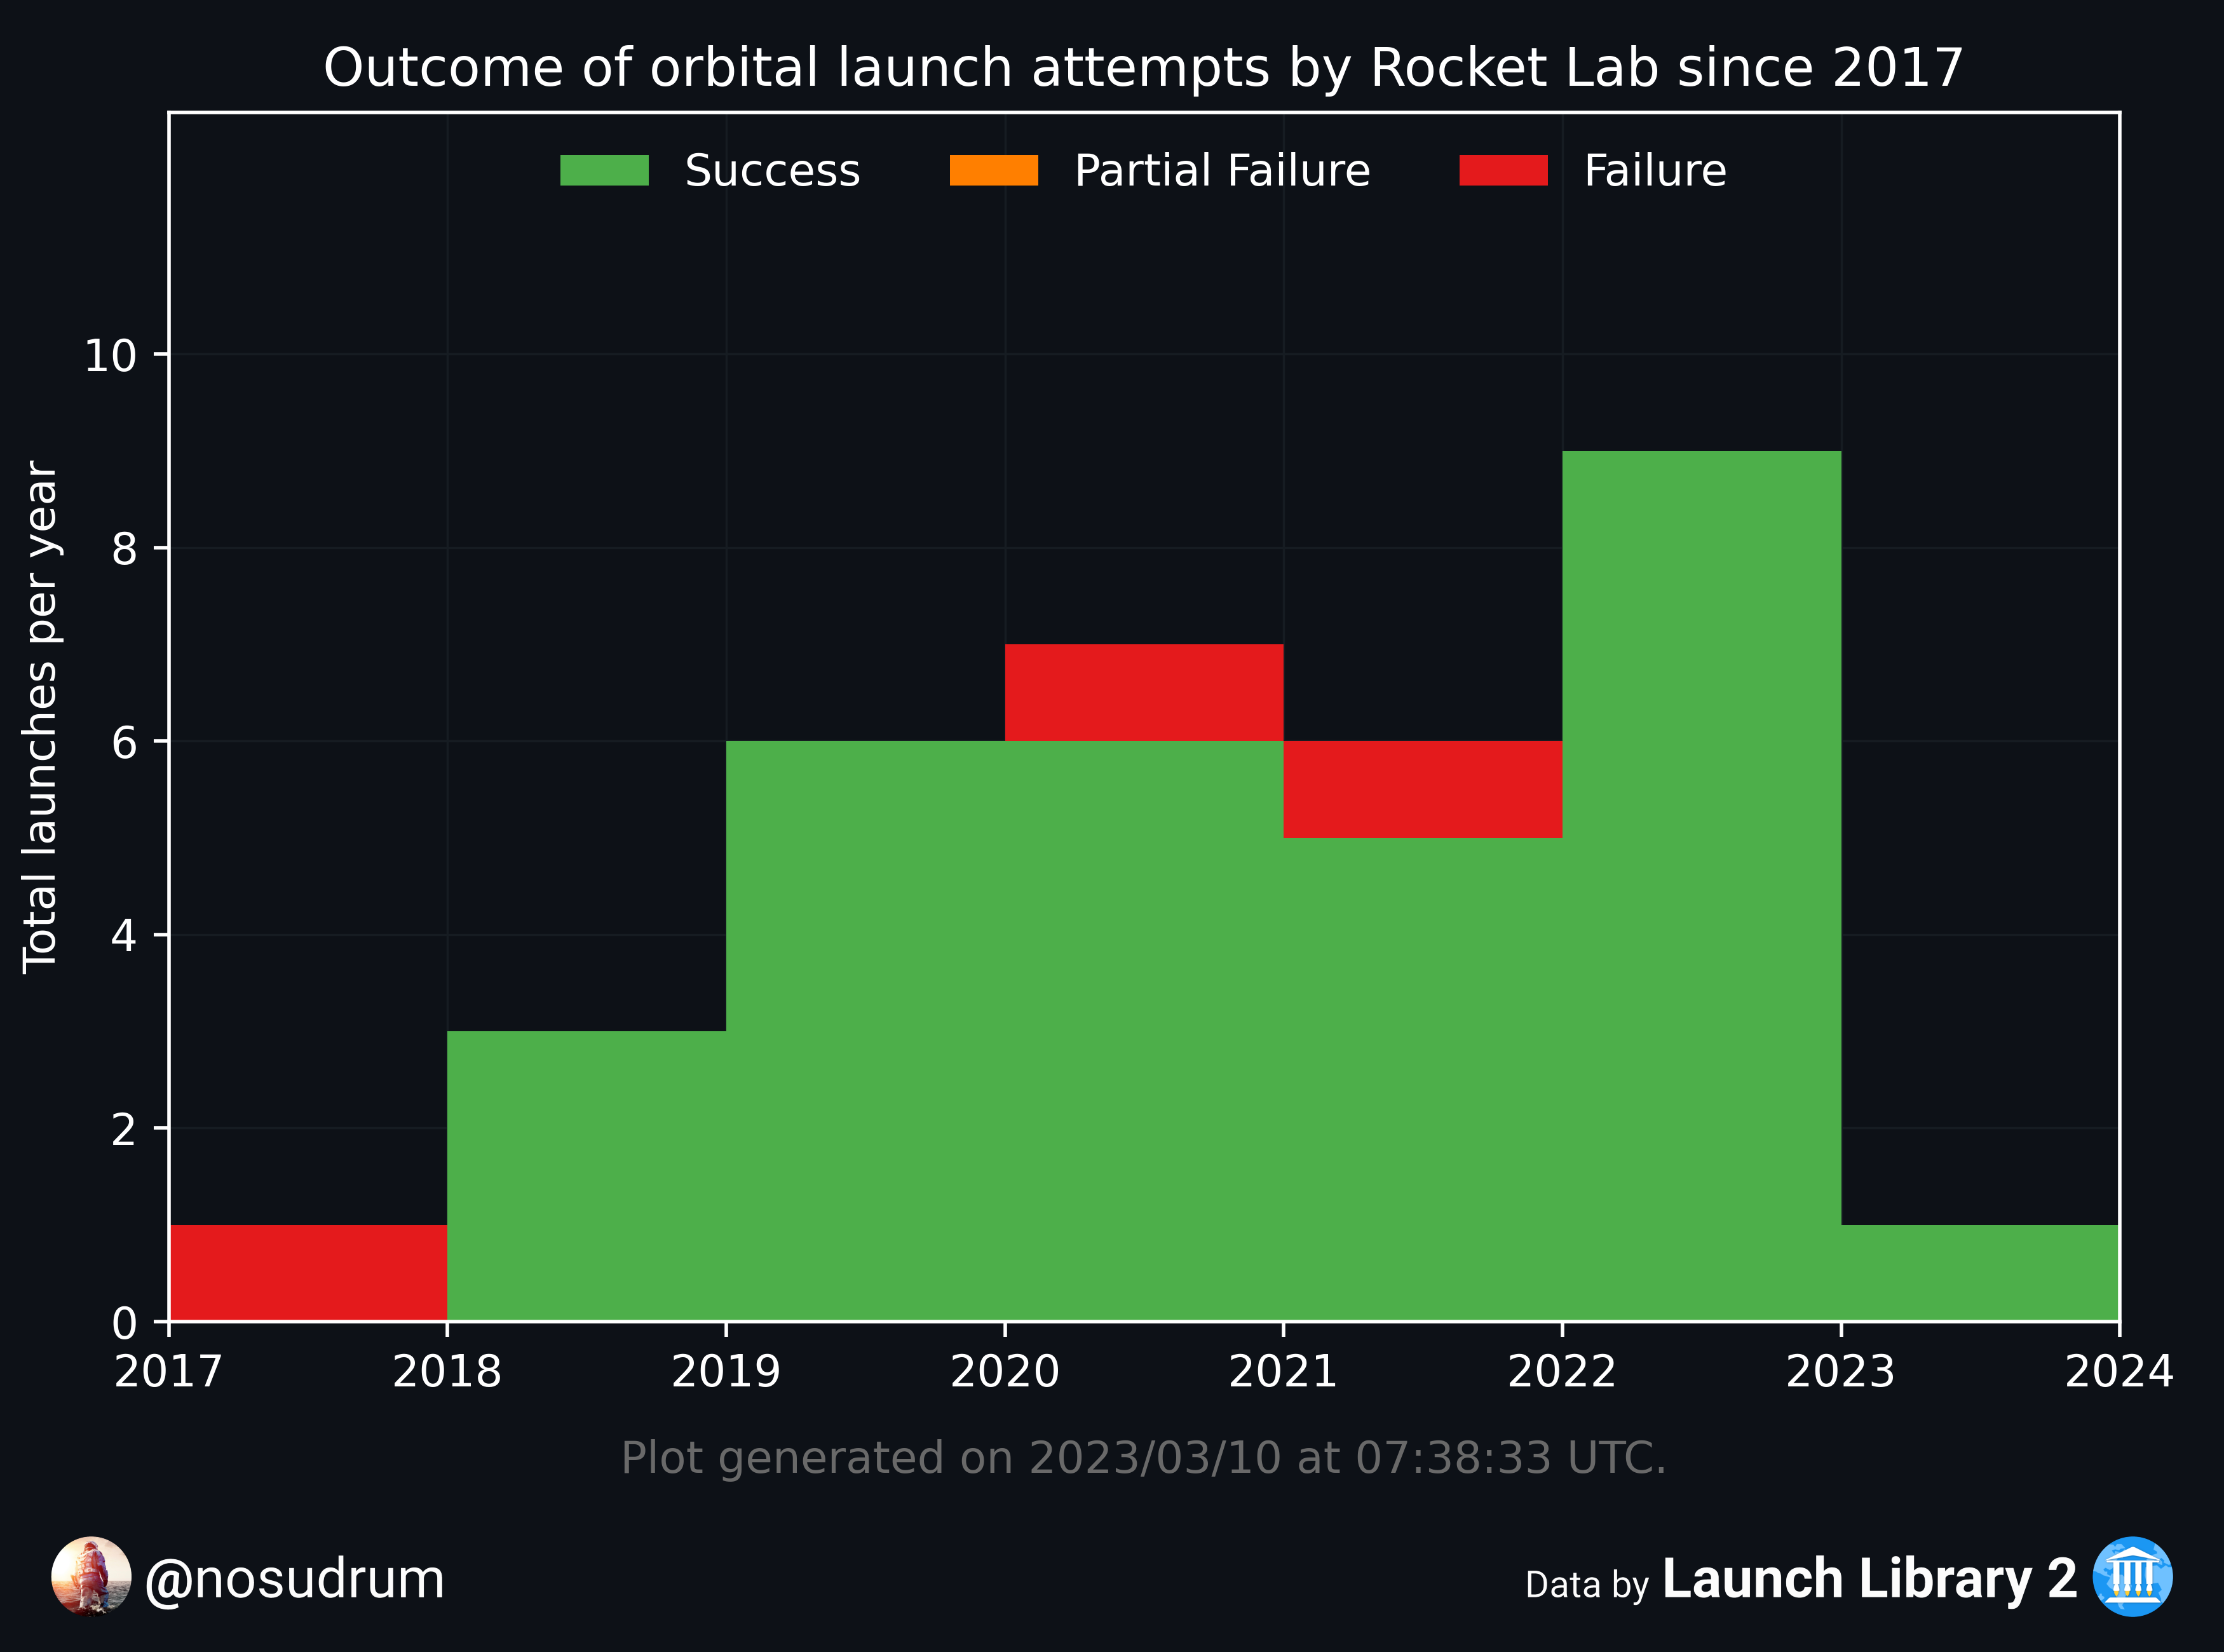 Outcome of orbital launch attempts by Rocket Lab since 2017
Success Partial Failure Failure
Total launches per year
10
8
6
4
2
0
2017 2018 2019 2020 2021 2022 2023 2024
Plot generated on 2023/03/10 at 07:38:33 UTC.
@nosudrum
Data by Launch Library 2